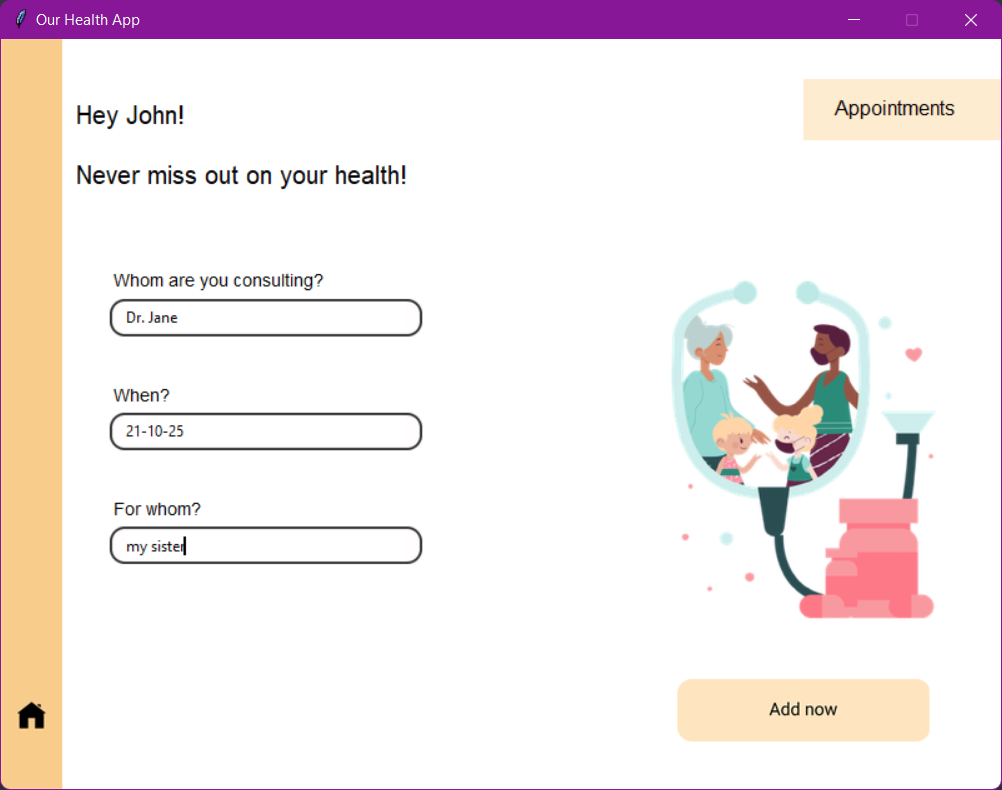 Our Health App
Appointments
Hey John!
Never miss out on your health!
Whom are you consulting?
Dr. Jane
When?
21-10-25
For whom?
my sister
Add now